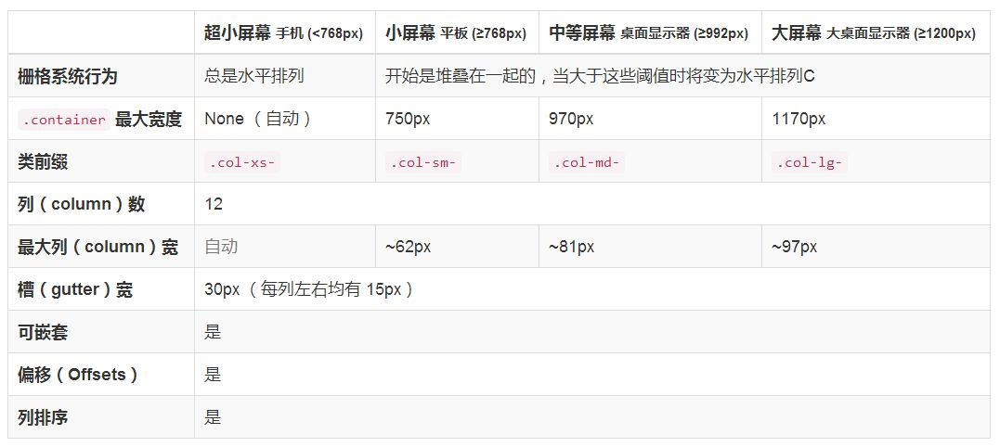 超小屏幕 手机 (<768px) 小屏幕 平板 (≥768px) 中等屏幕 桌面显示器 (≥992px) 大屏幕 大桌面显示器 (≥1200px)
栅格系统行为 总是水平排列 开始是堆叠在一起的，当大于这些阈值时将变为水平排列C
.container 最大宽度 None （自动） 750px 970px 1170px
类前缀 .col-xs- .col-sm- .col-md- .col-lg-
列（column）数 12
最大列（column）宽 自动 ~62px ~81px ~97px
槽（gutter）宽 30px （每列左右均有 15px）
可嵌套 是
偏移（Offsets） 是
列排序 是